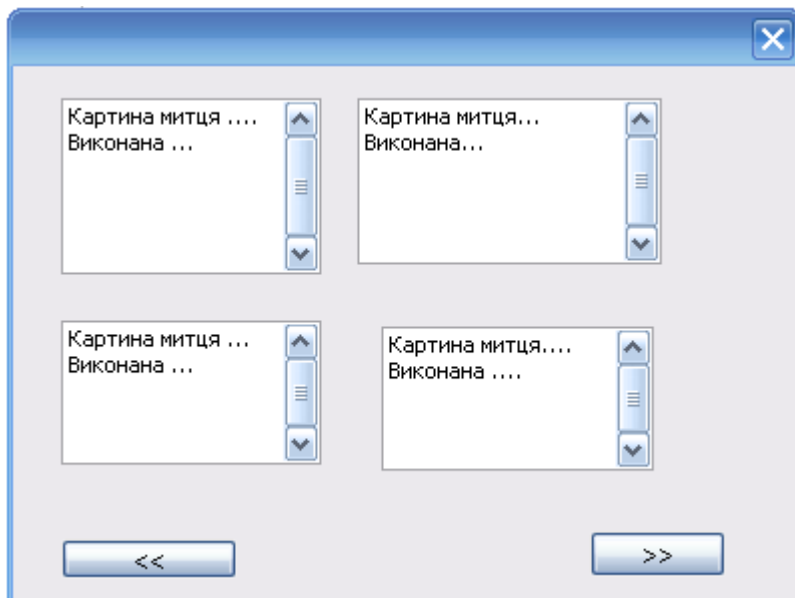 Картина митця ....
Виконана ...
Картина митця...
Виконана...
Картина митця ...
Виконана ...
Картина митця....
Виконана ....
<<
>>